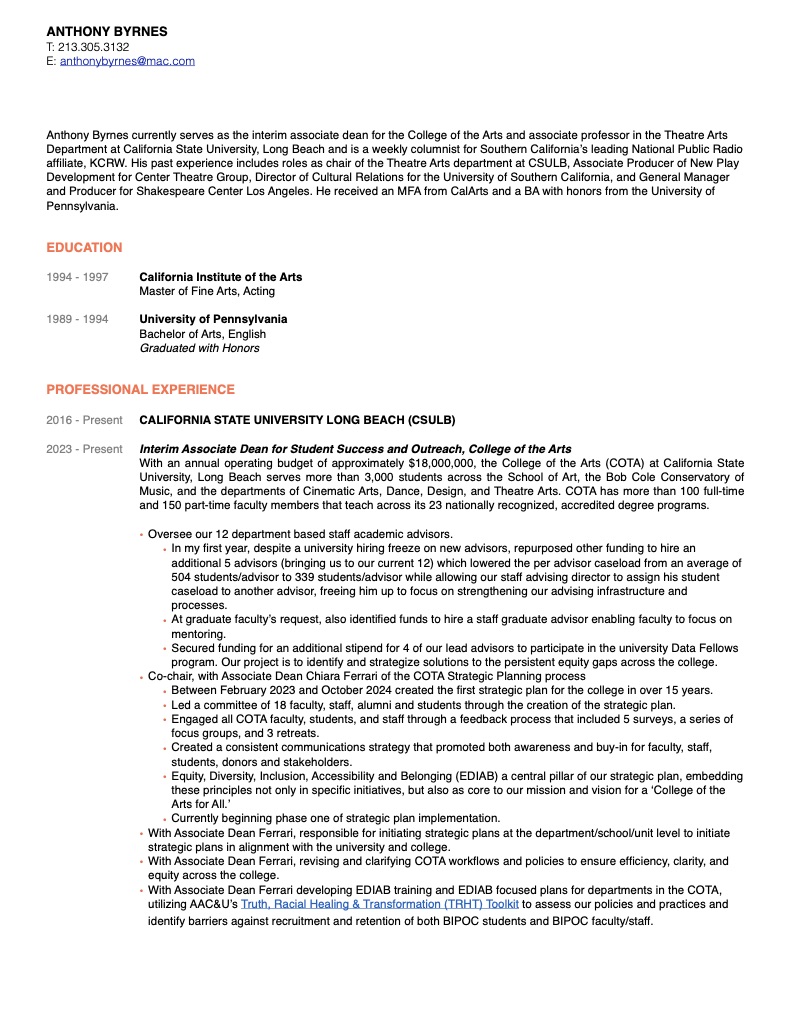 ANTHONY BYRNES
T: 213.305.3132
E: anthonybyrnes@mac.com
Anthony Byrnes currently serves as the interim associate dean for the College of the Arts and associate professor in the Theatre Arts
Department at California State University, Long Beach and is a weekly columnist for Southern California's leading National Public Radio
affiliate, KCRW. His past experience includes roles as chair of the Theatre Arts department at CSULB, Associate Producer of New Play
Development for Center Theatre Group, Director of Cultural Relations for the University of Southern California, and General Manager
and Producer for Shakespeare Center Los Angeles. He received an MFA from CalArts and a BA with honors from the University of
Pennsylvania.
EDUCATION
1994 - 1997 California Institute of the Arts
Master of Fine Arts, Acting
1989 - 1994 University of Pennsylvania
Bachelor of Arts, English
Graduated with Honors
PROFESSIONAL EXPERIENCE
2016 - Present CALIFORNIA STATE UNIVERSITY LONG BEACH (CSULB)
2023 - Present Interim Associate Dean for Student Success and Outreach, College of the Arts
With an annual operating budget of approximately $18,000,000, the College of the Arts (COTA) at California State
University, Long Beach serves more than 3,000 students across the School of Art, the Bob Cole Conservatory of
Music, and the departments of Cinematic Arts, Dance, Design, and Theatre Arts. COTA has more than 100 full-time
and 150 part-time faculty members that teach across its 23 nationally recognized, accredited degree programs.
• Oversee our 12 department based staff academic advisors.
• In my first year, despite a university hiring freeze on new advisors, repurposed other funding to hire an
additional 5 advisors (bringing us to our current 12) which lowered the per advisor caseload from an average of
504 students/advisor to 339 students/advisor while allowing our staff advising director to assign his student
caseload to another advisor, freeing him up to focus on strengthening our advising infrastructure and
processes.
• At graduate faculty's request, also identified funds to hire a staff graduate advisor enabling faculty to focus on
mentoring.
• Secured funding for an additional stipend for 4 of our lead advisors to participate in the university Data Fellows
program. Our project is to identify and strategize solutions to the persistent equity gaps across the college.
• Co-chair, with Associate Dean Chiara Ferrari of the COTA Strategic Planning process
• Between February 2023 and October 2024 created the first strategic plan for the college in over 15 years.
• Led a committee of 18 faculty, staff, alumni and students through the creation of the strategic plan.
• Engaged all COTA faculty, students, and staff through a feedback process that included 5 surveys, a series of
focus groups, and 3 retreats.
• Created a consistent communications strategy that promoted both awareness and buy-in for faculty, staff,
students, donors and stakeholders.
• Equity, Diversity, Inclusion, Accessibility and Belonging (EDIAB) a central pillar of our strategic plan, embedding
these principles not only in specific initiatives, but also as core to our mission and vision for a 'College of the
Arts for All.'
• Currently beginning phase one of strategic plan implementation.
• With Associate Dean Ferrari, responsible for initiating strategic plans at the department/school/unit level to initiate
strategic plans in alignment with the university and college.
• With Associate Dean Ferrari, revising and clarifying COTA workflows and policies to ensure efficiency, clarity, and
equity across the college.
• With Associate Dean Ferrari developing EDIAB training and EDIAB focused plans for departments in the COTA,
utilizing AAC&U's Truth, Racial Healing & Transformation (TRHT) Toolkit to assess our policies and practices and
identify barriers against recruitment and retention of both BIPOC students and BIPOC faculty/staff.